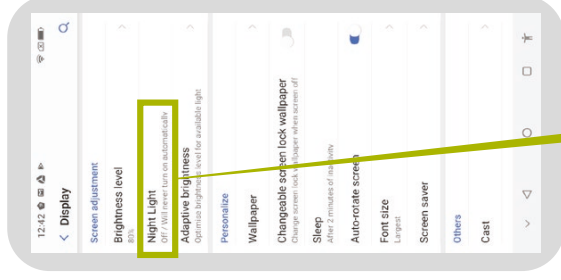 12:42
Display
Screen adjustment
Brightness level
80%
Night Light
Off / Will never turn on automatically
Adaptive brightness
Optimise brightness level for available light
Personalize
Wallpaper
Changeable screen lock wallpaper
Change screen lock wallpaper when screen off
Sleep
After 2 minutes of inactivity
Auto-rotate screen
Font size
Largest
Screen saver
Others
Cast